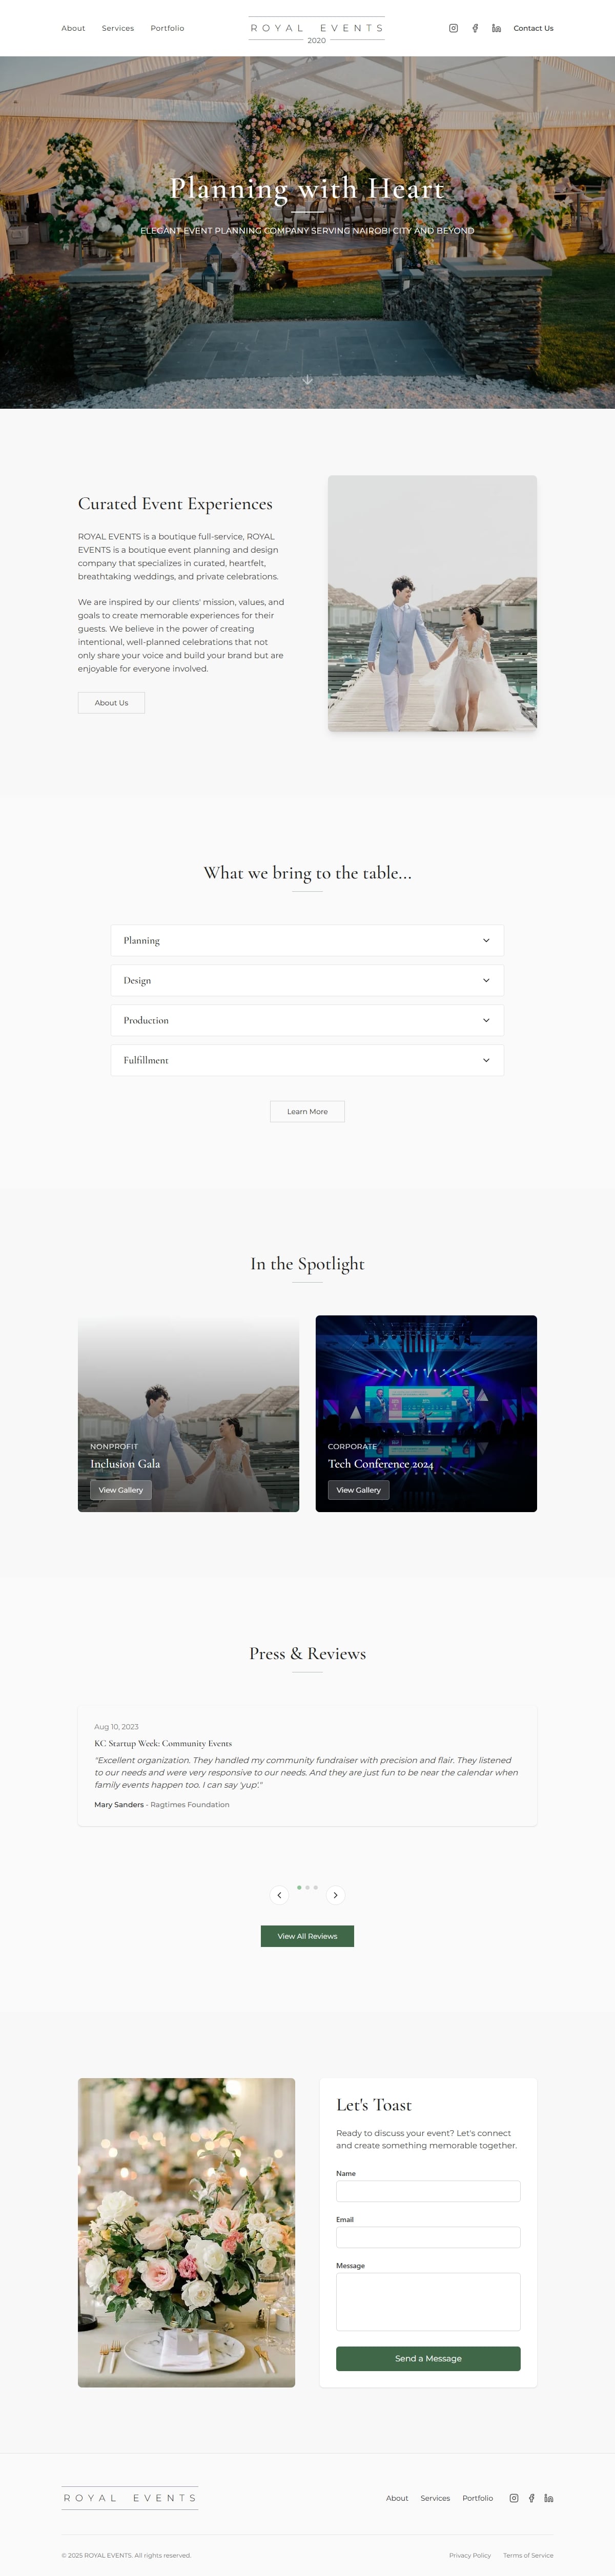 About Services Portfolio
ROYAL EVENTS
2020
Contact Us
Planning with Heart
ELEGANT EVENT PLANNING COMPANY SERVING NAIROBI CITY AND BEYOND
Curated Event Experiences
ROYAL EVENTS is a boutique full-service, ROYAL
EVENTS is a boutique event planning and design
company that specializes in curated, heartfelt,
breathtaking weddings, and private celebrations.
We are inspired by our clients' mission, values, and
goals to create memorable experiences for their
guests. We believe in the power of creating
intentional, well-planned celebrations that not
only share your voice and build your brand but are
enjoyable for everyone involved.
About Us
What we bring to the table...
Planning
Design
Production
Fulfillment
Learn More
In the Spotlight
NONPROFIT
Inclusion Gala
View Gallery
CORPORATE
Tech Conference 2024
View Gallery
Press & Reviews
Aug 10, 2023
KC Startup Week: Community Events
"Excellent organization. They handled my community fundraiser with precision and flair. They listened
to our needs and were very responsive to our needs. And they are just fun to be near the calendar when
family events happen too. I can say 'yup'."
Mary Sanders - Ragtimes Foundation
View All Reviews
Let's Toast
Ready to discuss your event? Let's connect
and create something memorable together.
Name
Email
Message
Send a Message
ROYAL EVENTS
About Services Portfolio
© 2025 ROYAL EVENTS. All rights reserved.
Privacy Policy Terms of Service